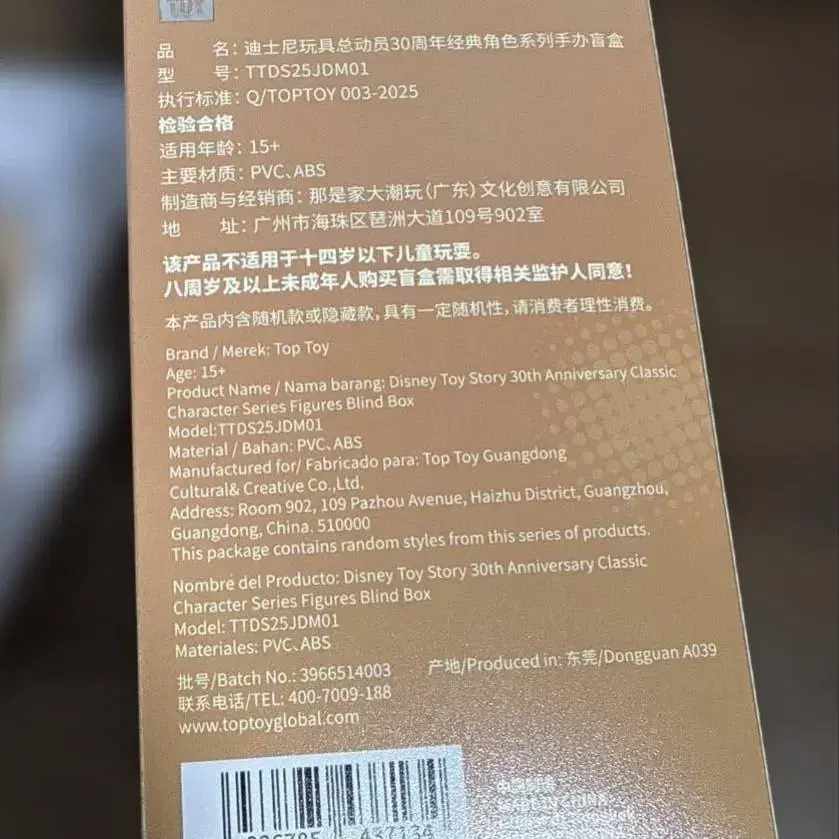 TOY
品 名：迪士尼玩具总动员30周年经典角色系列手办盲盒
型 号：TTDS25JDM01
执行标准：Q/TOPTOY 003-2025
检验合格
适用年龄：15+
主要材质：PVC、ABS
制造商与经销商：那是家大潮玩（广东）文化创意有限公司
地 址：广州市海珠区琶洲大道109号902室
该产品不适用于十四岁以下儿童玩耍。
八周岁及以上未成年人购买盲盒需取得相关监护人同意！
本产品内含随机款或隐藏款，具有一定随机性，请消费者理性消费。
Brand / Merek: Top Toy
Age: 15+
Product Name / Nama barang: Disney Toy Story 30th Anniversary Classic
Character Series Figures Blind Box
Model:TTDS25JDM01
Material / Bahan: PVC、ABS
Manufactured for/ Fabricado para: Top Toy Guangdong
Cultural& Creative Co.,Ltd.
Address: Room 902, 109 Pazhou Avenue, Haizhu District, Guangzhou,
Guangdong, China. 510000
This package contains random styles from this series of products.
Nombre del Producto: Disney Toy Story 30th Anniversary Classic
Character Series Figures Blind Box
Model: TTDS25JDM01
Materiales: PVC、ABS
批号/Batch No.: 3966514003 产地/Produced in: 东莞/Dongguan A039
联系电话/TEL: 400-7009-188
www.toptoyglobal.com
中国制造
MADE IN CHINA